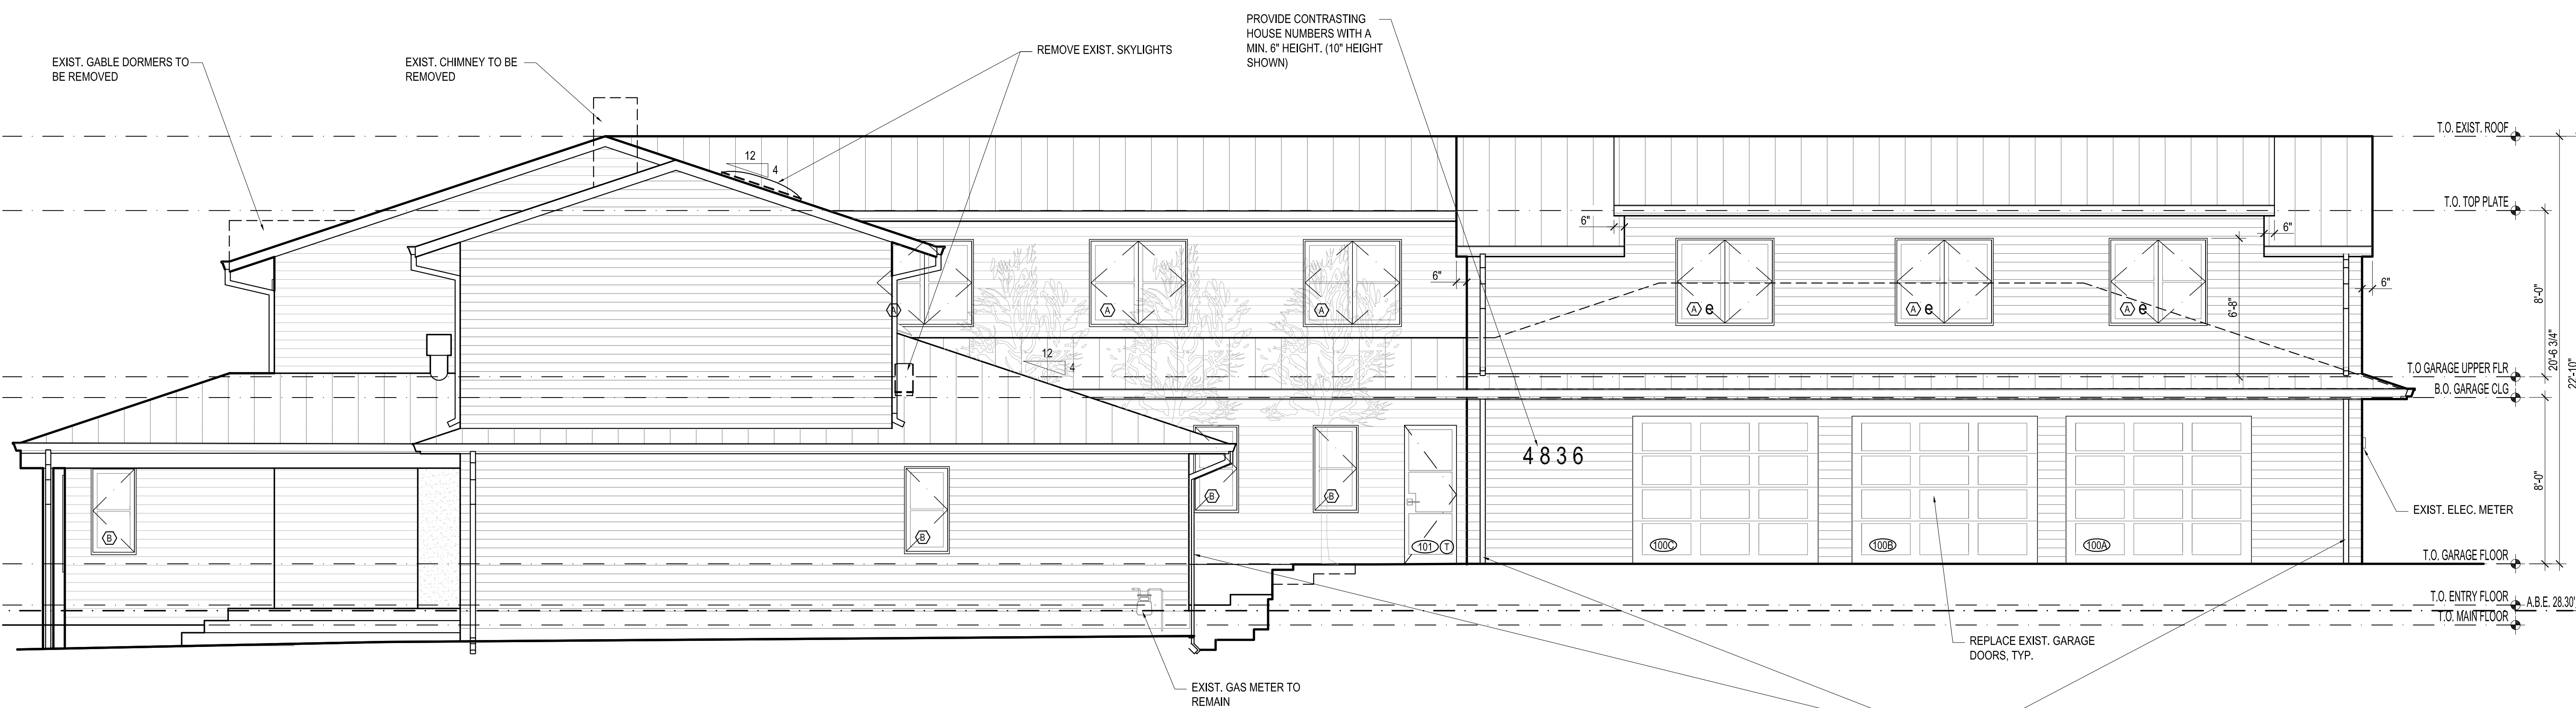 PROVIDE CONTRASTING
HOUSE NUMBERS WITH A
MIN. 6" HEIGHT. (10" HEIGHT
SHOWN)
EXIST. GABLE DORMERS TO
BE REMOVED
EXIST. CHIMNEY TO BE
REMOVED
REMOVE EXIST. SKYLIGHTS
T.O. EXIST. ROOF
12
4
T.O. TOP PLATE
6"
6"
6"
6"
A
A
A
A e
A e
A e
6'-8"
8'-0"
20'-6 3/4"
22'-10"
12
4
T.O GARAGE UPPER FLR
B.O. GARAGE CLG
4836
8'-0"
B
B
B
B
EXIST. ELEC. METER
101
T
100C
100B
100A
T.O. GARAGE FLOOR
T.O. ENTRY FLOOR
A.B.E. 28.30'
T.O. MAIN FLOOR
REPLACE EXIST. GARAGE
DOORS, TYP.
EXIST. GAS METER TO
REMAIN